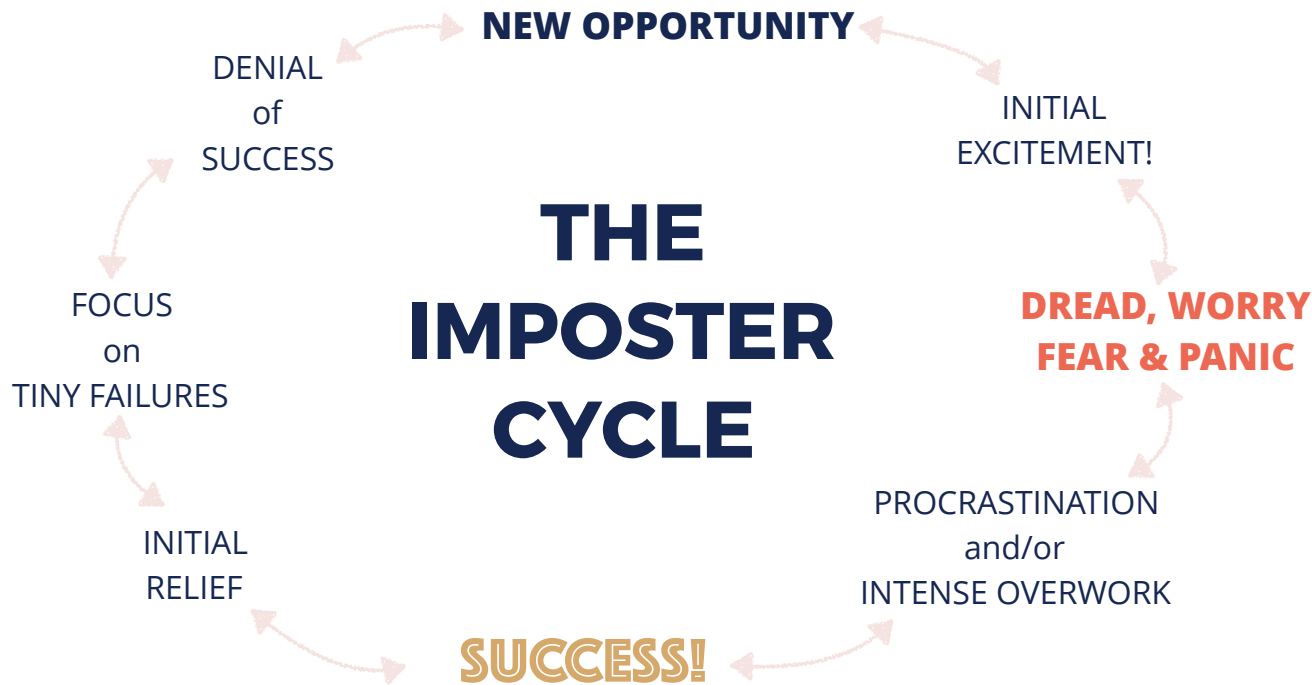 NEW OPPORTUNITY
INITIAL
EXCITEMENT!
DREAD, WORRY
FEAR & PANIC
PROCRASTINATION
and/or
INTENSE OVERWORK
SUCCESS!
INITIAL
RELIEF
FOCUS
on
TINY FAILURES
DENIAL
of
SUCCESS
THE
IMPOSTER
CYCLE